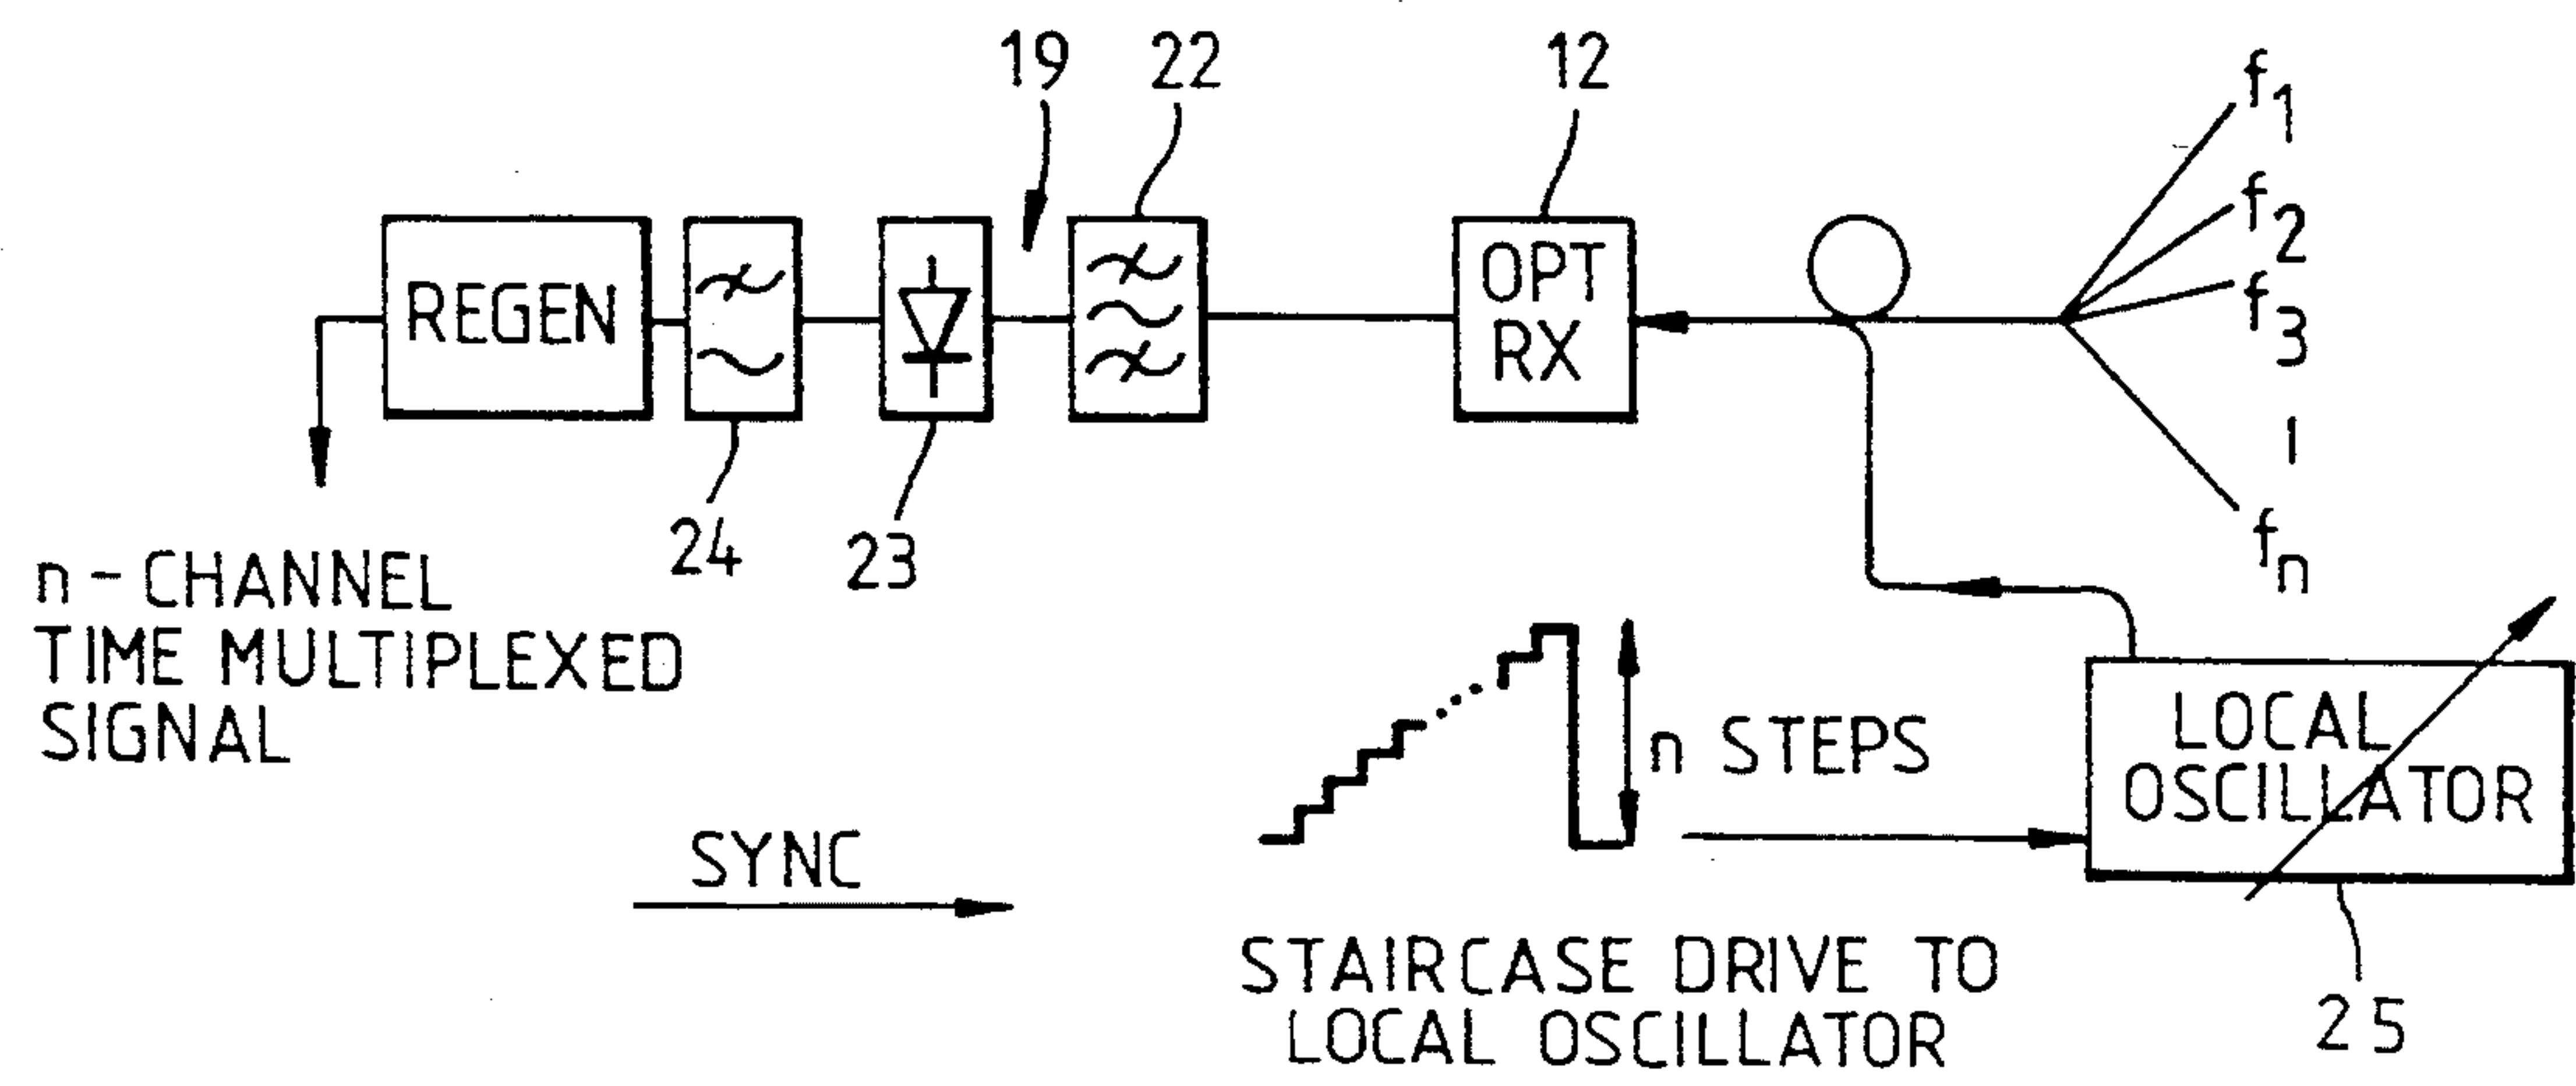 19
22
12
f1
f2
f3
fn
REGEN
OPT
RX
24
23
n-CHANNEL
TIME MULTIPLEXED
SIGNAL
SYNC
n STEPS
LOCAL
OSCILLATOR
STAIRCASE DRIVE TO
LOCAL OSCILLATOR
25